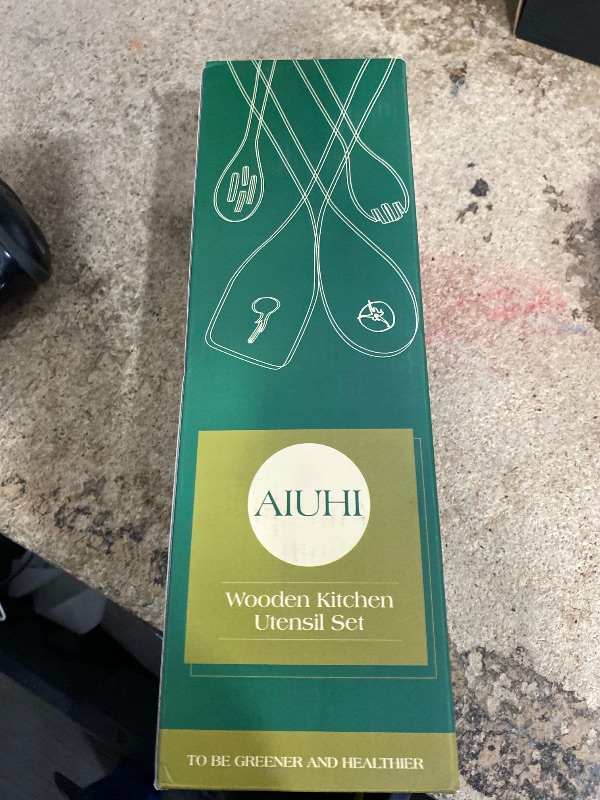 AIUHI
Wooden Kitchen
Utensil Set
TO BE GREENER AND HEALTHIER